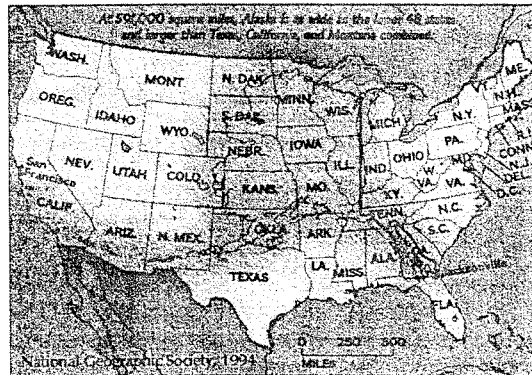 At 591,000 square miles, Alaska is as wide as the lower 48 states
and larger than Texas, California, and Montana combined.
WASH.
MONT.
N. DAK.
MINN.
ME.
OREG.
IDAHO
S. DAK.
WIS.
MICH.
N.Y.
N.H.
WYO.
NEBR.
IOWA
PA.
CONN.
San
Francisco
NEV.
UTAH
COLO.
ILL.
IND.
OHIO
W.
VA.
MD.
N.J.
DEL.
D.C.
KANS.
MO.
KY.
VA.
CALIF.
ARIZ.
N. MEX.
OKLA.
ARK.
TENN.
N.C.
S.C.
TEXAS
LA.
MISS.
ALA.
Jacksonville
FLA.
0 250 500
MILES
National Geographic Society, 1994